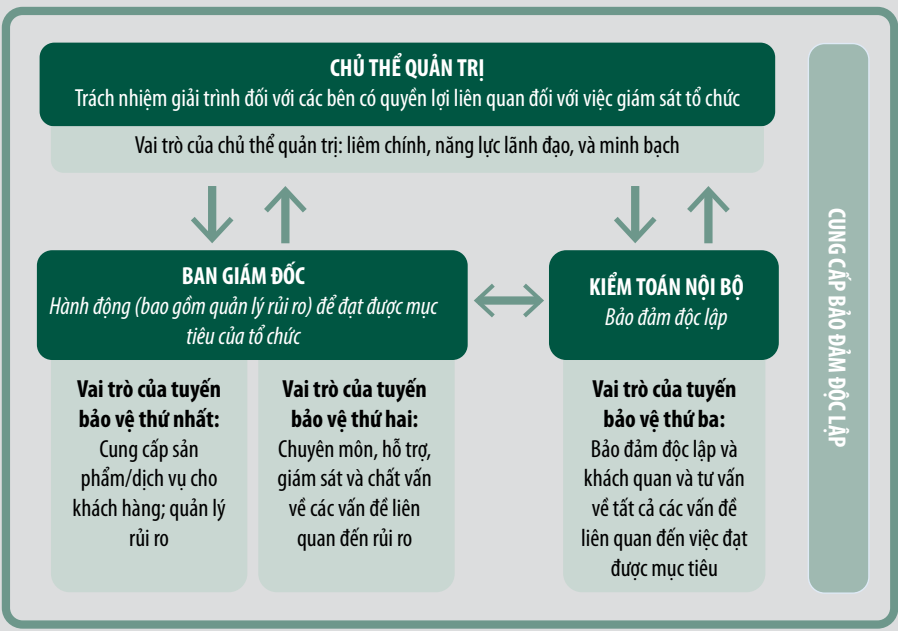 CHỦ THỂ QUẢN TRỊ
Trách nhiệm giải trình đối với các bên có quyền lợi liên quan đối với việc giám sát tổ chức
Vai trò của chủ thể quản trị: liêm chính, năng lực lãnh đạo, và minh bạch
BAN GIÁM ĐỐC
Hành động (bao gồm quản lý rủi ro) để đạt được mục
tiêu của tổ chức
KIỂM TOÁN NỘI BỘ
Bảo đảm độc lập
Vai trò của tuyến
bảo vệ thứ nhất:
Cung cấp sản
phẩm/dịch vụ cho
khách hàng; quản lý
rủi ro
Vai trò của tuyến
bảo vệ thứ hai:
Chuyên môn, hỗ trợ,
giám sát và chất vấn
về các vấn đề liên
quan đến rủi ro
Vai trò của tuyến
bảo vệ thứ ba:
Bảo đảm độc lập và
khách quan và tư vấn
về tất cả các vấn đề
liên quan đến việc đạt
được mục tiêu
CUNG CẤP BẢO ĐẢM ĐỘC LẬP